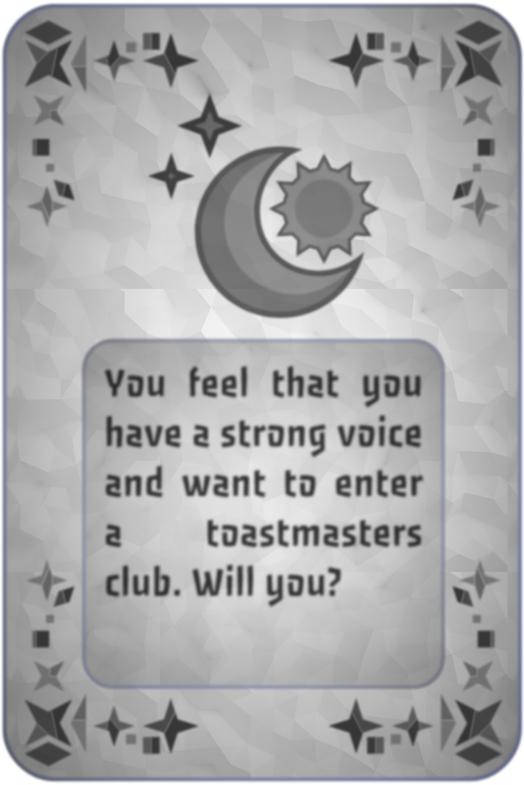 You feel that you
have a strong voice
and want to enter
a toastmasters
club. Will you?